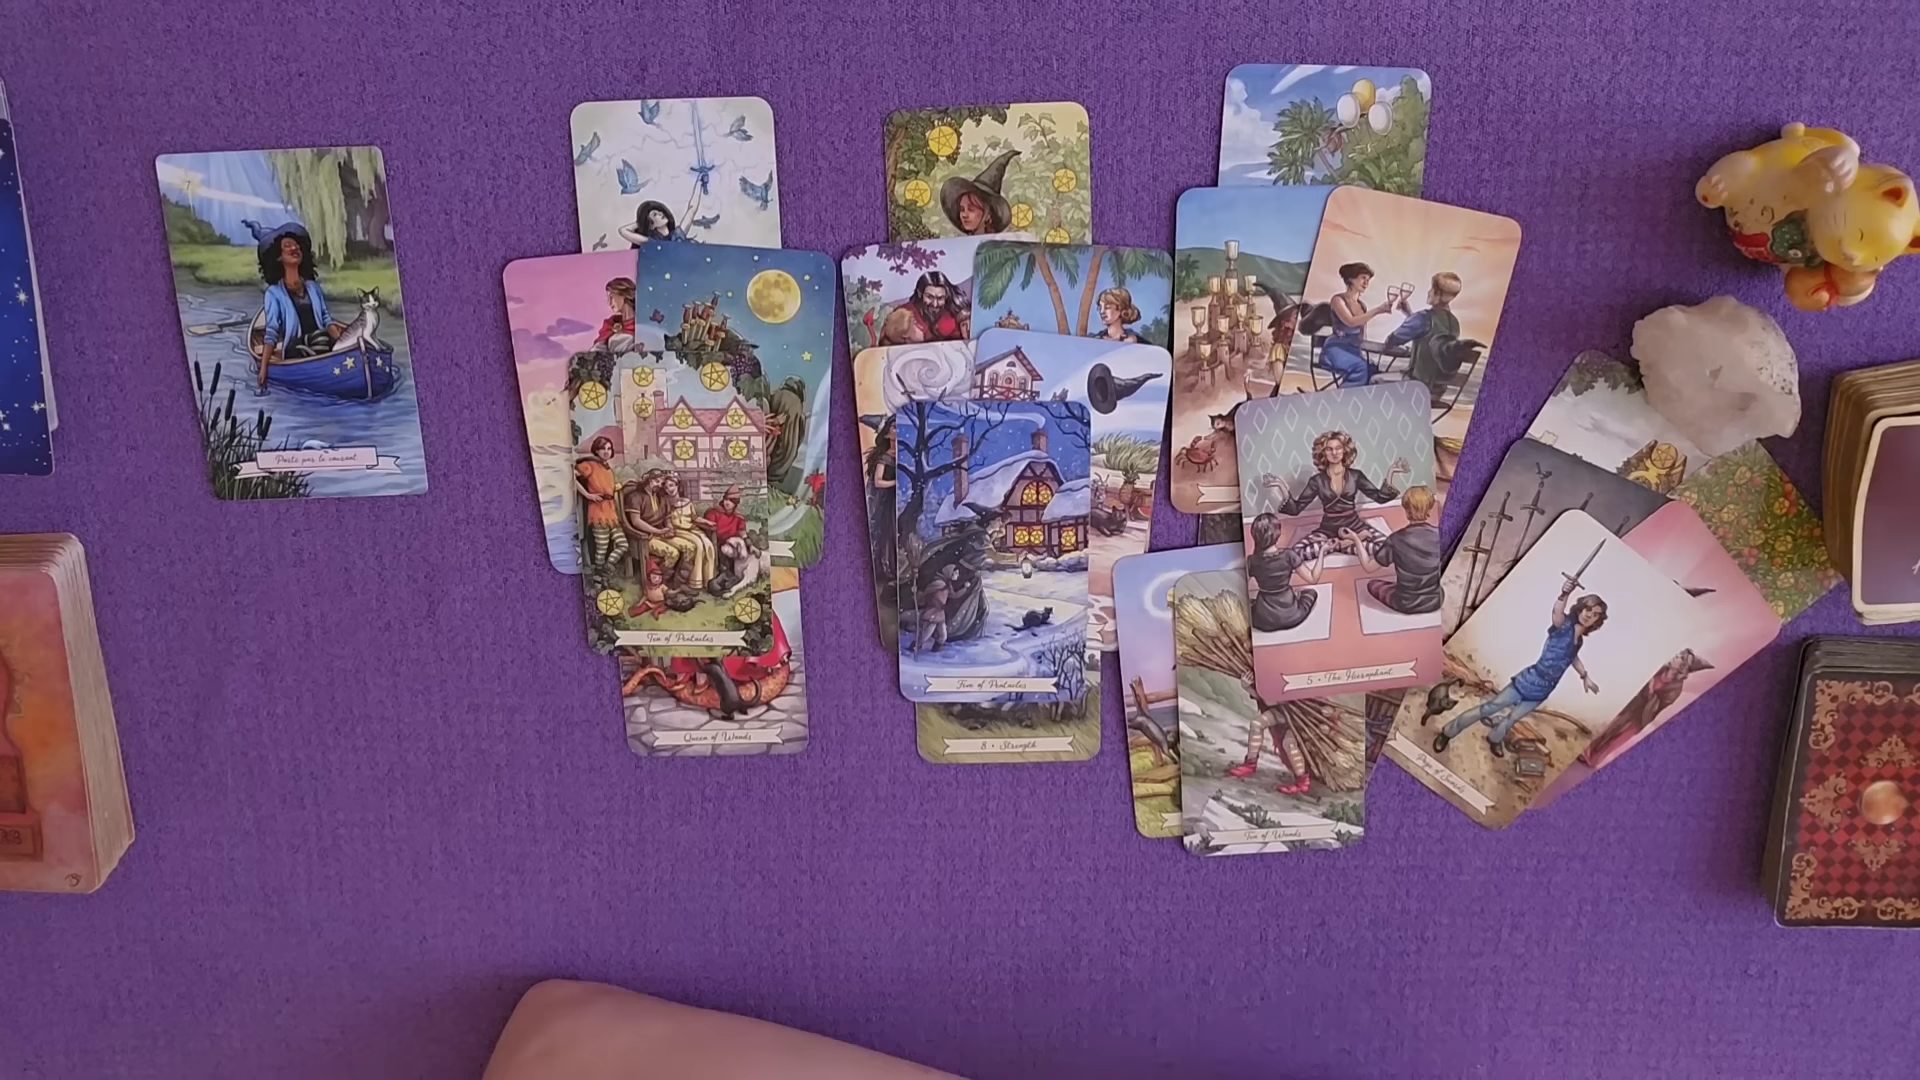 Porté par le courant
Ten of Pentacles
Queen of Wands
Five of Pentacles
8 • Strength
5 • The Hierophant
Ten of Wands
Page of Swords